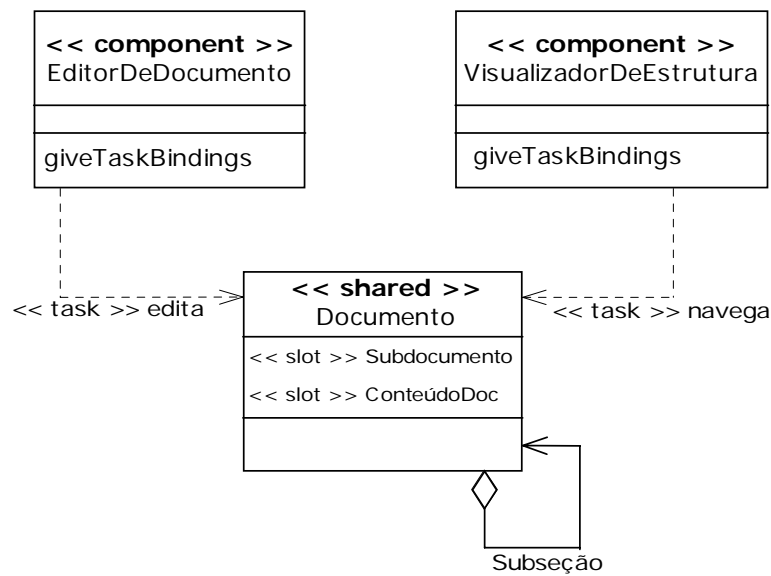 << component >>
EditorDeDocumento
giveTaskBindings
<< component >>
VisualizadorDeEstrutura
giveTaskBindings
<< task >> edita
<< shared >>
Documento
<< slot >> Subdocumento
<< slot >> ConteúdoDoc
<< task >> navega
Subseção